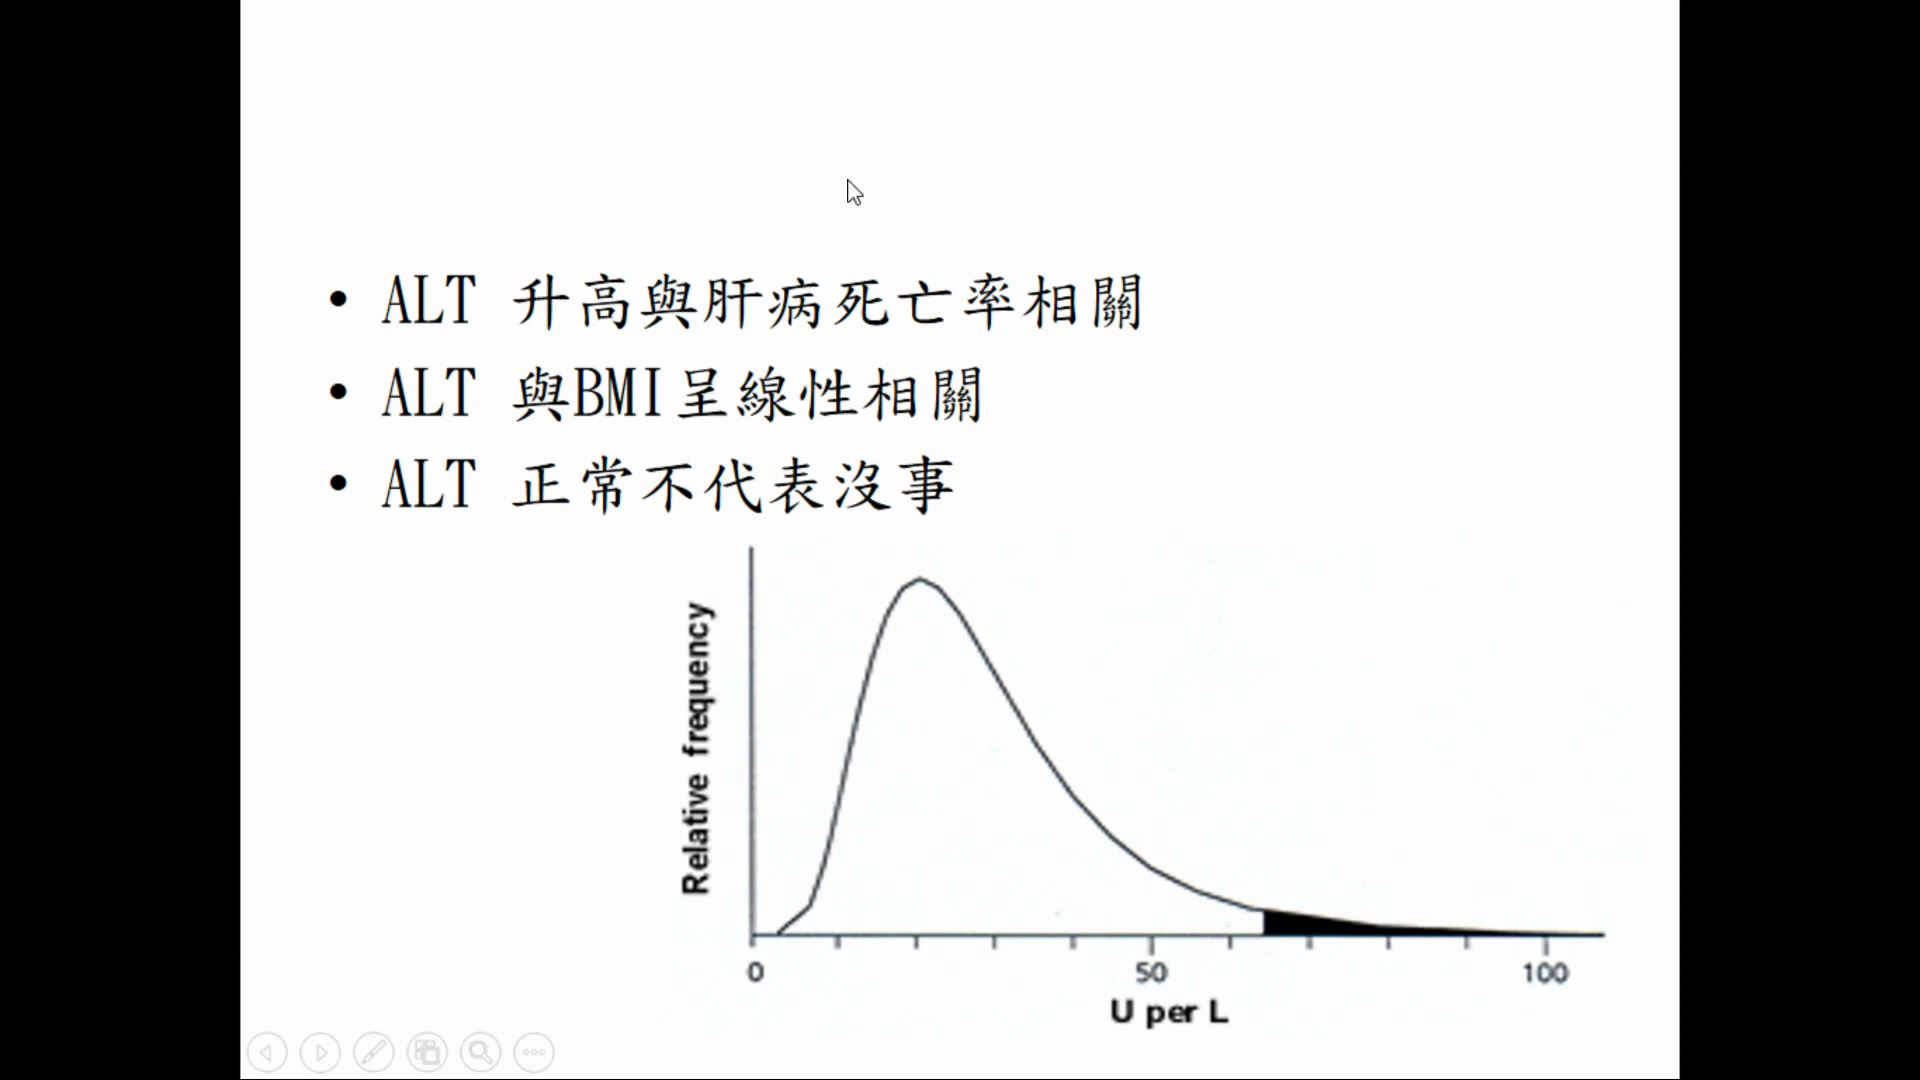 • ALT 升高與肝病死亡率相關
• ALT 與BMI呈線性相關
• ALT 正常不代表沒事
Relative frequency
0 50 100
U per L